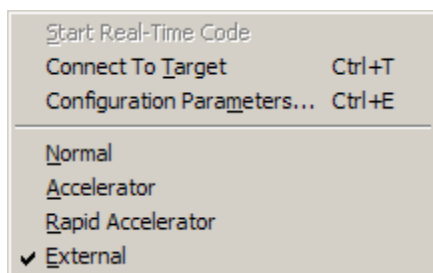 Start Real-Time Code
Connect To Target Ctrl+T
Configuration Parameters... Ctrl+E
Normal
Accelerator
Rapid Accelerator
External